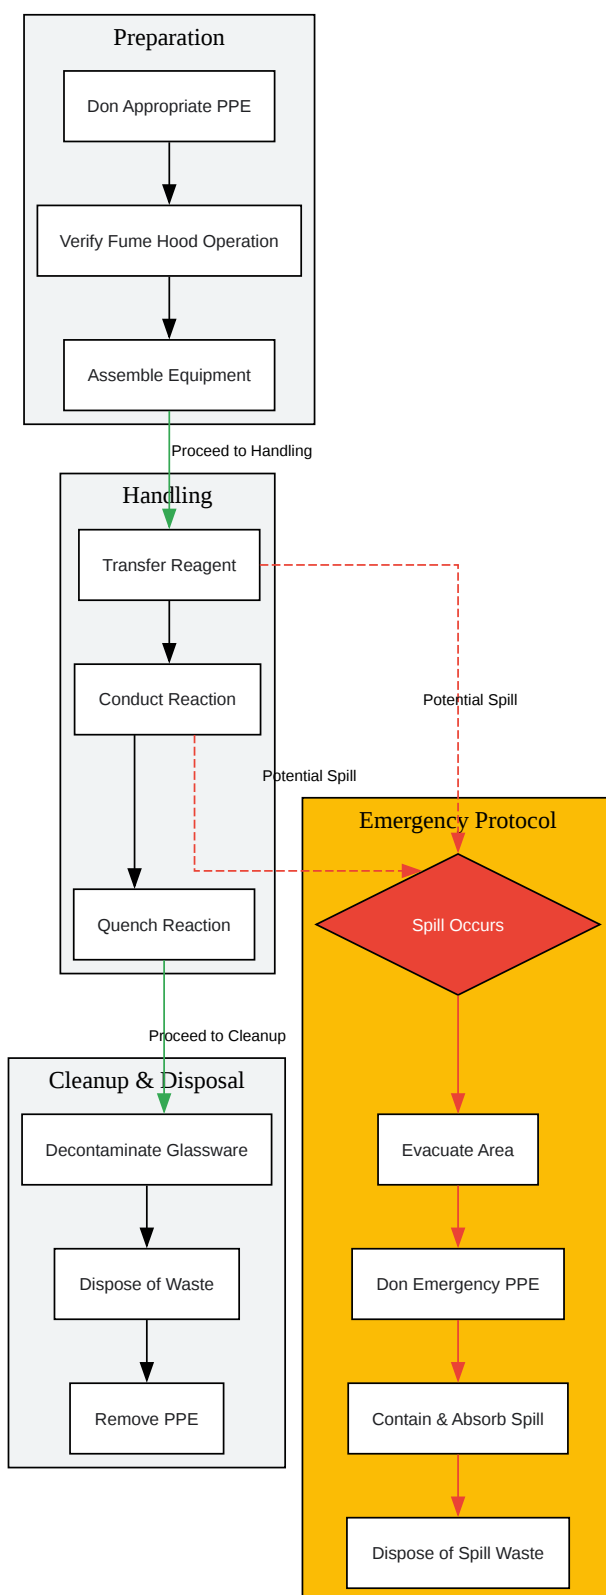 Preparation
Don Appropriate PPE
Verify Fume Hood Operation
Assemble Equipment
Proceed to Handling
Handling
Transfer Reagent
Conduct Reaction
Potential Spill
Potential Spill
Emergency Protocol
Spill Occurs
Quench Reaction
Proceed to Cleanup
Cleanup & Disposal
Decontaminate Glassware
Dispose of Waste
Remove PPE
Evacuate Area
Don Emergency PPE
Contain & Absorb Spill
Dispose of Spill Waste